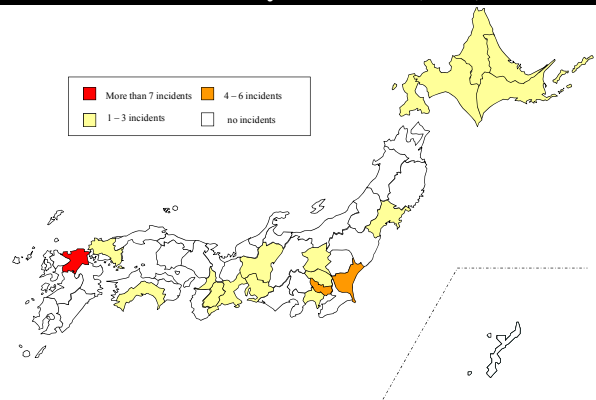 More than 7 incidents
4 – 6 incidents
1 – 3 incidents
no incidents